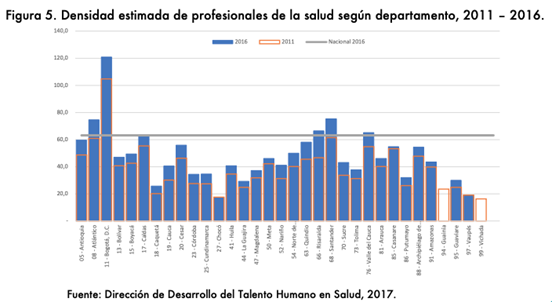 Figura 5. Densidad estimada de profesionales de la salud según departamento, 2011 – 2016.
140,0
2016 2011 Nacional 2016
120,0
100,0
80,0
60,0
40,0
20,0
-
05 - Antioquia
08 - Atlántico
11 - Bogotá, D.C.
13 - Bolívar
15 - Boyacá
17 - Caldas
18 - Caquetá
19 - Cauca
20 - Cesar
23 - Córdoba
25 - Cundinamarca
27 - Chocó
41 - Huila
44 - La Guajira
47 - Magdalena
50 - Meta
52 - Nariño
54 - Norte de…
63 - Quindío
66 - Risaralda
68 - Santander
70 - Sucre
73 - Tolima
76 - Valle del Cauca
81 - Arauca
85 - Casanare
86 - Putumayo
88 - Archipiélago de…
91 - Amazonas
94 - Guainía
95 - Guaviare
97 - Vaupés
99 - Vichada
Fuente: Dirección de Desarrollo del Talento Humano en Salud, 2017.